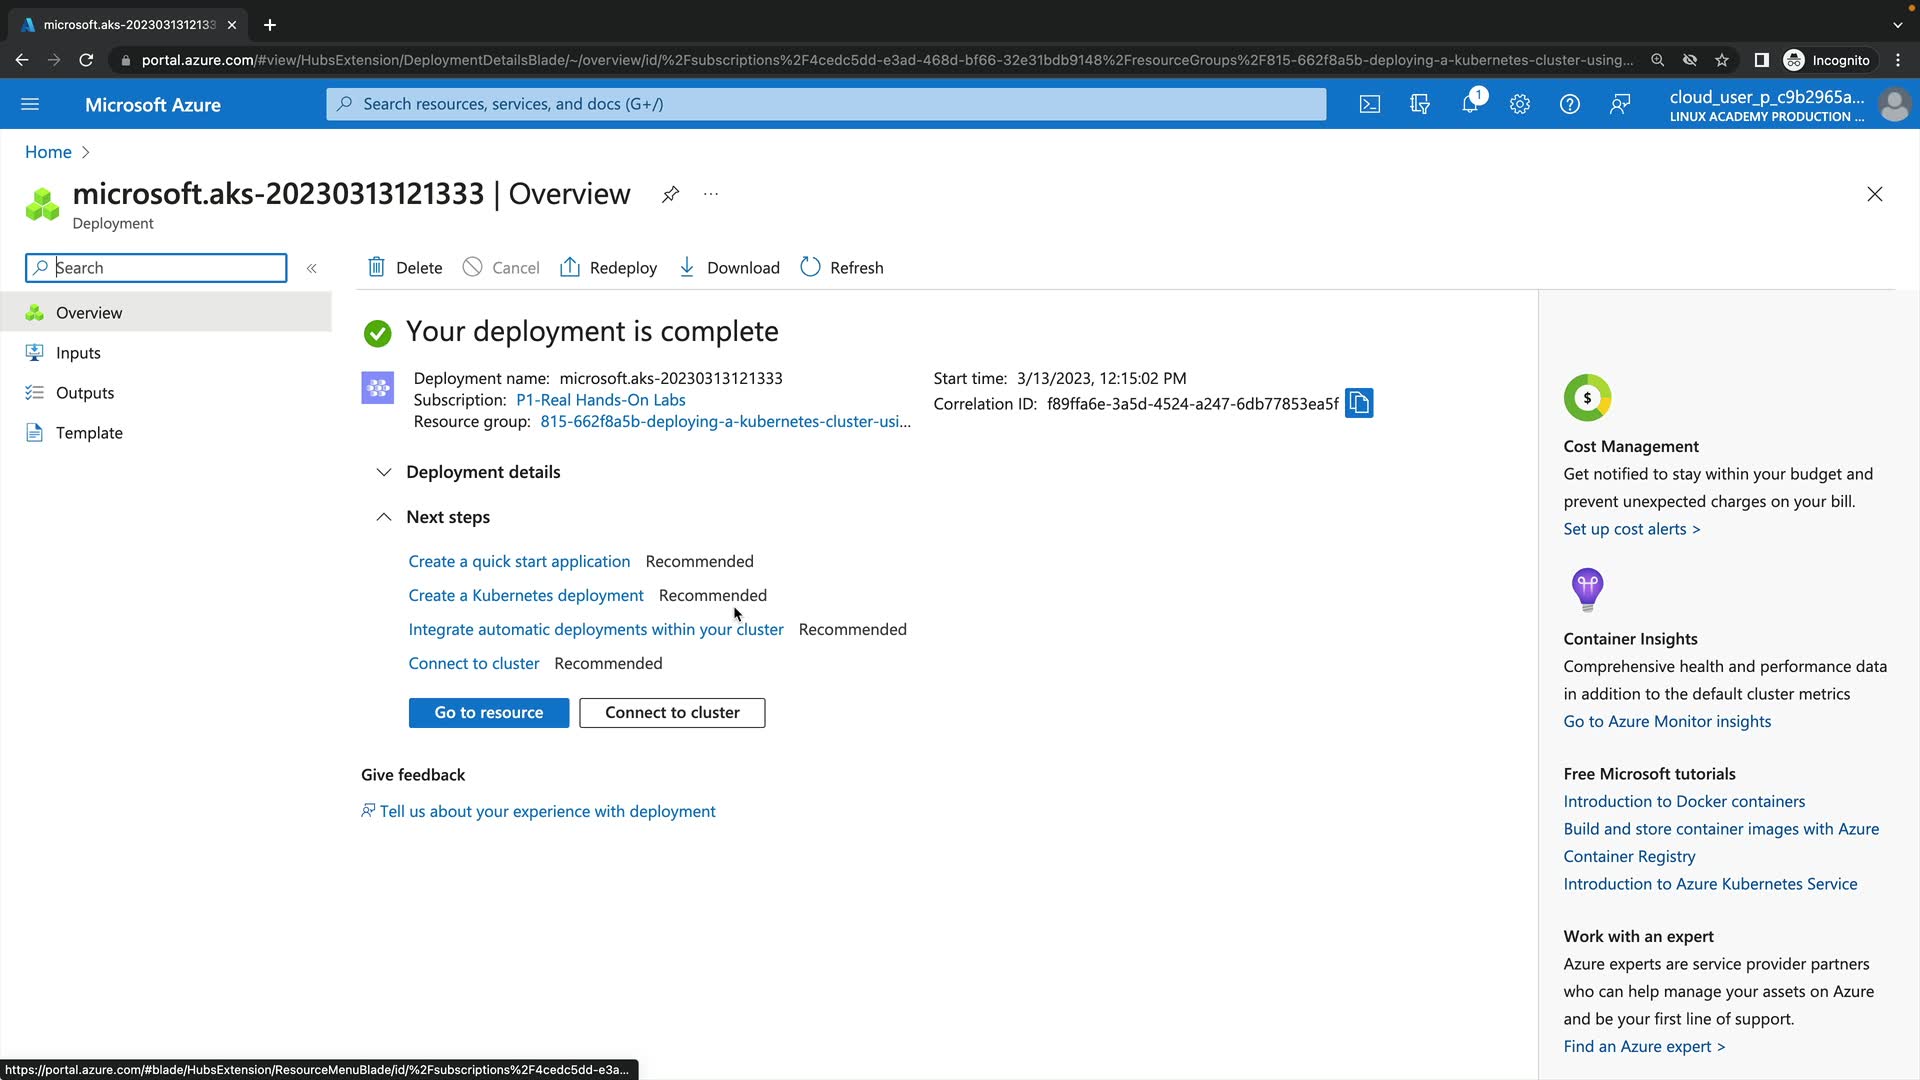 microsoft.aks-20230313121333
portal.azure.com/#view/HubsExtension/DeploymentDetailsBlade/~/overview/id/%2Fsubscriptions%2F4cedc5dd-e3ad-468d-bf66-32e31bdb9148%2FresourceGroups%2F815-662f8a5b-deploying-a-kubernetes-cluster-using...
Incognito
Microsoft Azure
Search resources, services, and docs (G+/)
1
cloud_user_p_c9b2965a...
LINUX ACADEMY PRODUCTION ...
Home
microsoft.aks-20230313121333 | Overview
...
Deployment
Search
«
Delete
Cancel
Redeploy
Download
Refresh
Overview
Inputs
Outputs
Template
Your deployment is complete
Deployment name: microsoft.aks-20230313121333
Subscription: P1-Real Hands-On Labs
Resource group: 815-662f8a5b-deploying-a-kubernetes-cluster-usi...
Start time: 3/13/2023, 12:15:02 PM
Correlation ID: f89ffa6e-3a5d-4524-a247-6db77853ea5f
Deployment details
Next steps
Create a quick start application Recommended
Create a Kubernetes deployment Recommended
Integrate automatic deployments within your cluster Recommended
Connect to cluster Recommended
Go to resource
Connect to cluster
Give feedback
Tell us about your experience with deployment
$
Cost Management
Get notified to stay within your budget and
prevent unexpected charges on your bill.
Set up cost alerts >
Container Insights
Comprehensive health and performance data
in addition to the default cluster metrics
Go to Azure Monitor insights
Free Microsoft tutorials
Introduction to Docker containers
Build and store container images with Azure
Container Registry
Introduction to Azure Kubernetes Service
Work with an expert
Azure experts are service provider partners
who can help manage your assets on Azure
and be your first line of support.
Find an Azure expert >
https://portal.azure.com/#blade/HubsExtension/ResourceMenuBlade/id/%2Fsubscriptions%2F4cedc5dd-e3a...